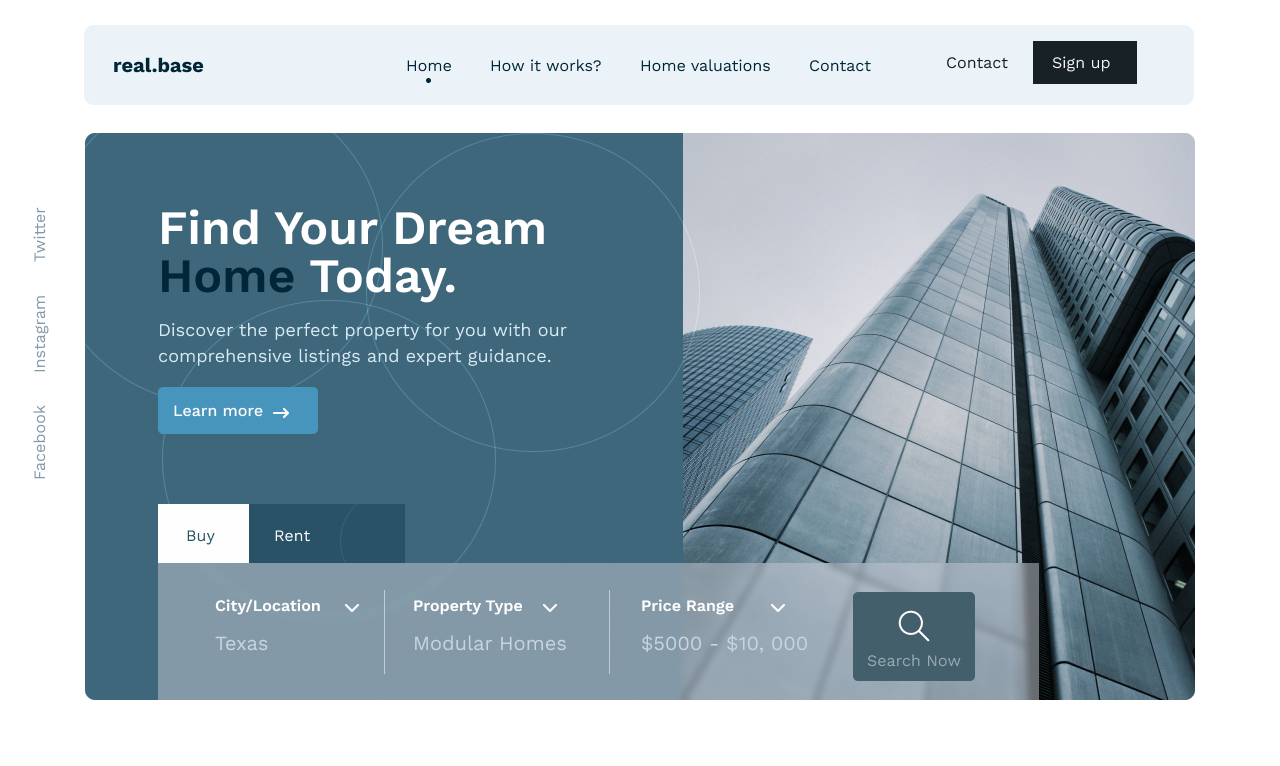 real.base
Home
How it works?
Home valuations
Contact
Contact
Sign up
Twitter
Instagram
Facebook
Find Your Dream
Home Today.
Discover the perfect property for you with our
comprehensive listings and expert guidance.
Learn more
Buy
Rent
City/Location
Texas
Property Type
Modular Homes
Price Range
$5000 - $10, 000
Search Now